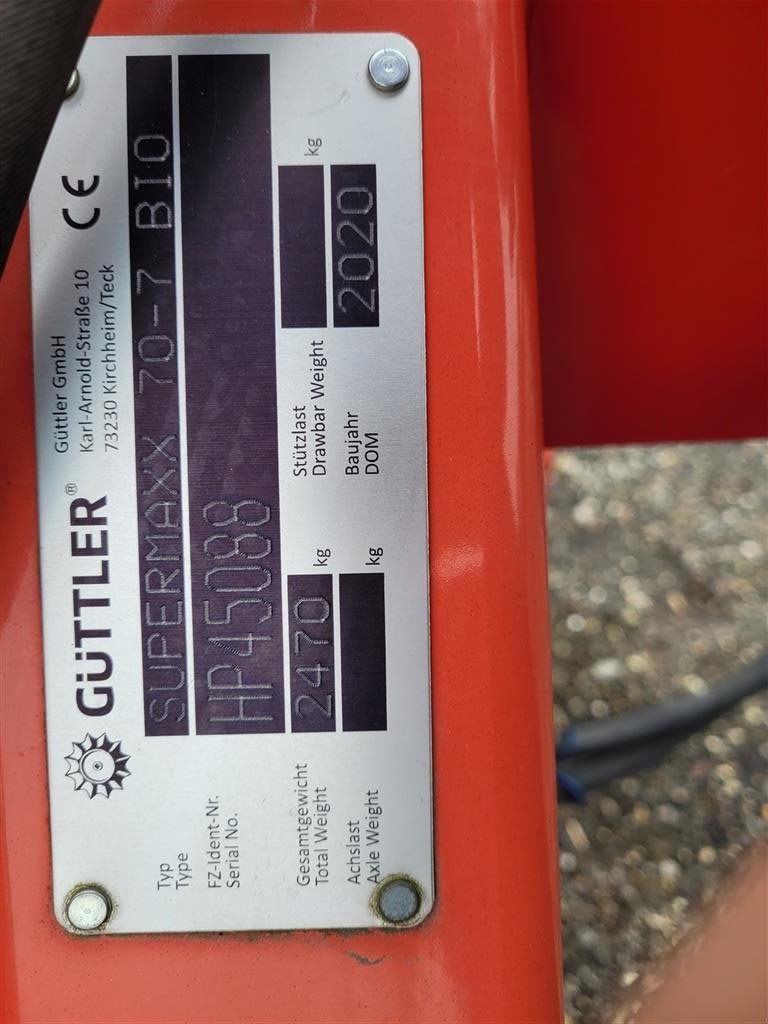 GÜTTLER®
Güttler GmbH
Karl-Arnold-Straße 10
73230 Kirchheim/Teck
CE
Typ
Type
SUPERMAXX 70-7 BIO
FZ-Ident-Nr.
Serial No.
HP45088
Gesamtgewicht
Total Weight
2470 kg
Stützlast
Drawbar Weight
kg
Achslast
Axle Weight
kg
Baujahr
DOM
2020